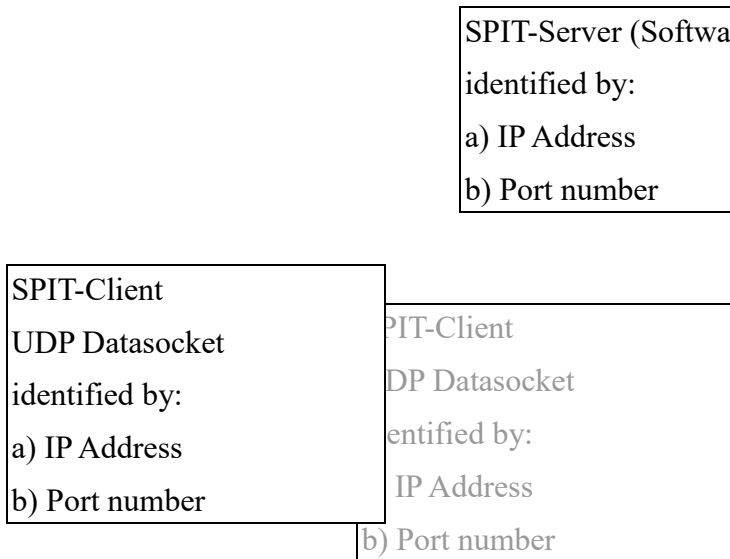 SPIT-Server (Softwa
identified by:
a) IP Address
b) Port number
SPIT-Client
UDP Datasocket
identified by:
a) IP Address
b) Port number
PIT-Client
DP Datasocket
entified by:
IP Address
b) Port number